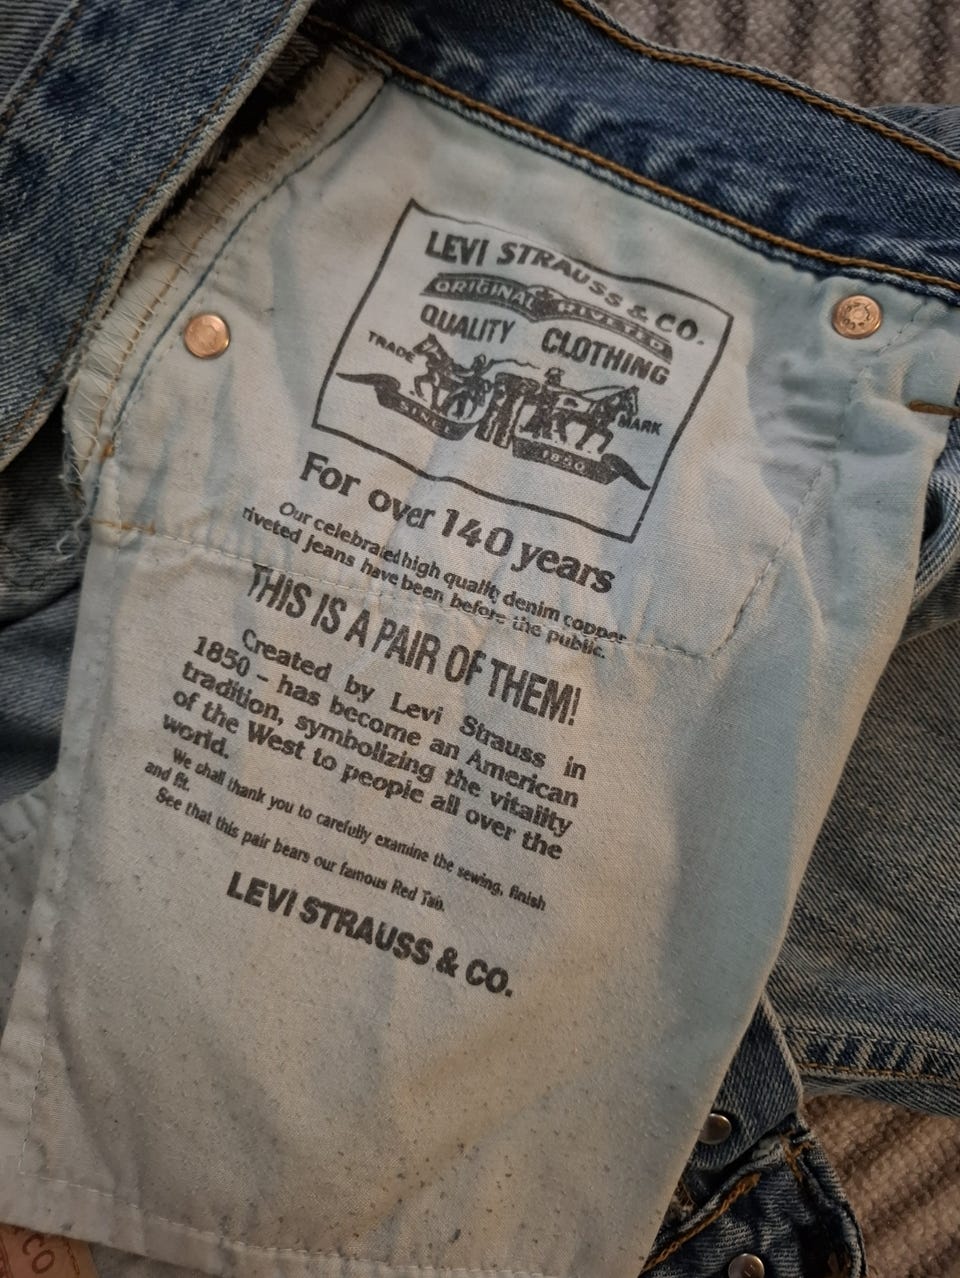 LEVI STRAUSS & CO.
ORIGINAL RIVETED
QUALITY CLOTHING
TRADE MARK
SINCE 1850
For over 140 years
Our celebrated high quality denim copper
riveted jeans have been before the public.
THIS IS A PAIR OF THEM!
Created by Levi Strauss in
1850 - has become an American
tradition, symbolizing the vitality
of the West to people all over the
world.
We shall thank you to carefully examine the sewing, finish
and fit.
See that this pair bears our famous Red Tab.
LEVI STRAUSS & CO.